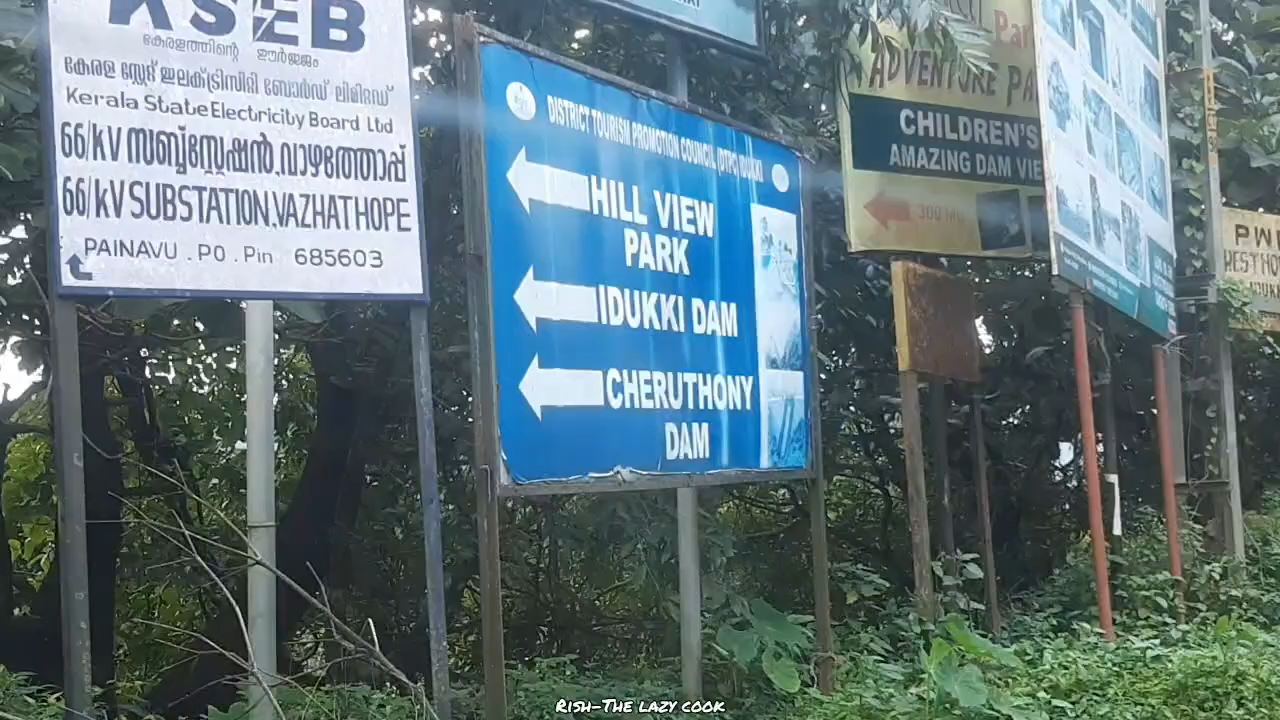 KSEB
കേരളത്തിന്റെ ഊർജ്ജം
കേരള സ്റ്റേറ്റ് ഇലക്ട്രിസിറ്റി ബോർഡ് ലിമിറ്റഡ്
Kerala State Electricity Board Ltd
66/kV സബ്ബ്സ്റ്റേഷൻ,വാഴത്തോപ്പ്
66/kV SUBSTATION,VAZHATHOPE
PAINAVU . PO . Pin 685603
DISTRICT TOURISM PROMOTION COUNCIL (DTPC) IDUKKI
HILL VIEW
PARK
IDUKKI DAM
CHERUTHONY
DAM
ADVENTURE
CHILDREN'S
AMAZING DAM
300
RISH-THE LAZY COOK